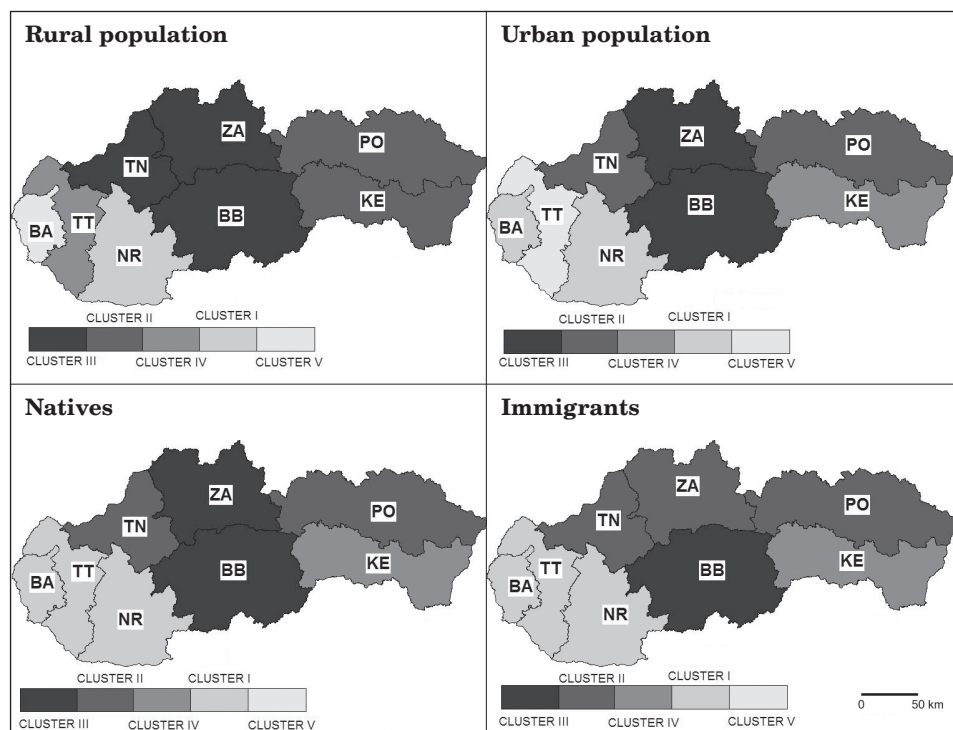 Rural population
ZA
PO
TN
KE
BA
TT
BB
NR
CLUSTER II CLUSTER I
CLUSTER III CLUSTER IV CLUSTER V
Urban population
ZA
PO
TN
KE
BA
TT
BB
NR
CLUSTER II CLUSTER I
CLUSTER III CLUSTER IV CLUSTER V
Natives
ZA
PO
TN
KE
BA
TT
BB
NR
CLUSTER II CLUSTER I
CLUSTER III CLUSTER IV CLUSTER V
Immigrants
ZA
PO
TN
KE
BA
TT
BB
NR
CLUSTER II CLUSTER I
CLUSTER III CLUSTER IV CLUSTER V
0 50 km